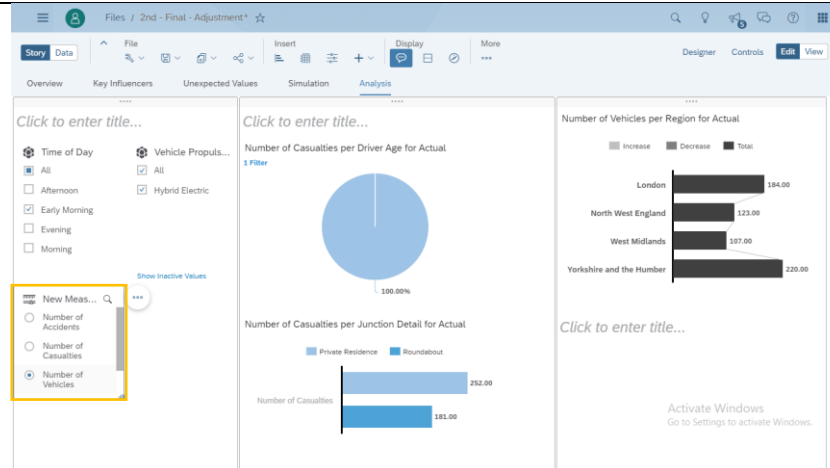 Files / 2nd - Final - Adjustment*
Story Data
File
Insert
Display
More
Designer Controls Edit View
Overview Key Influencers Unexpected Values Simulation Analysis
Click to enter title...
Time of Day
All
Afternoon
Early Morning
Evening
Morning
Vehicle Propuls...
All
Hybrid Electric
Show Inactive Values
New Meas...
Number of
Accidents
Number of
Casualties
Number of
Vehicles
Click to enter title...
Number of Casualties per Driver Age for Actual
1 Filter
100.00%
Number of Casualties per Junction Detail for Actual
Private Residence Roundabout
Number of Casualties
252.00
181.00
Number of Vehicles per Region for Actual
Increase Decrease Total
London 184.00
North West England 123.00
West Midlands 107.00
Yorkshire and the Humber 220.00
Click to enter title...
Activate Windows
Go to Settings to activate Windows.